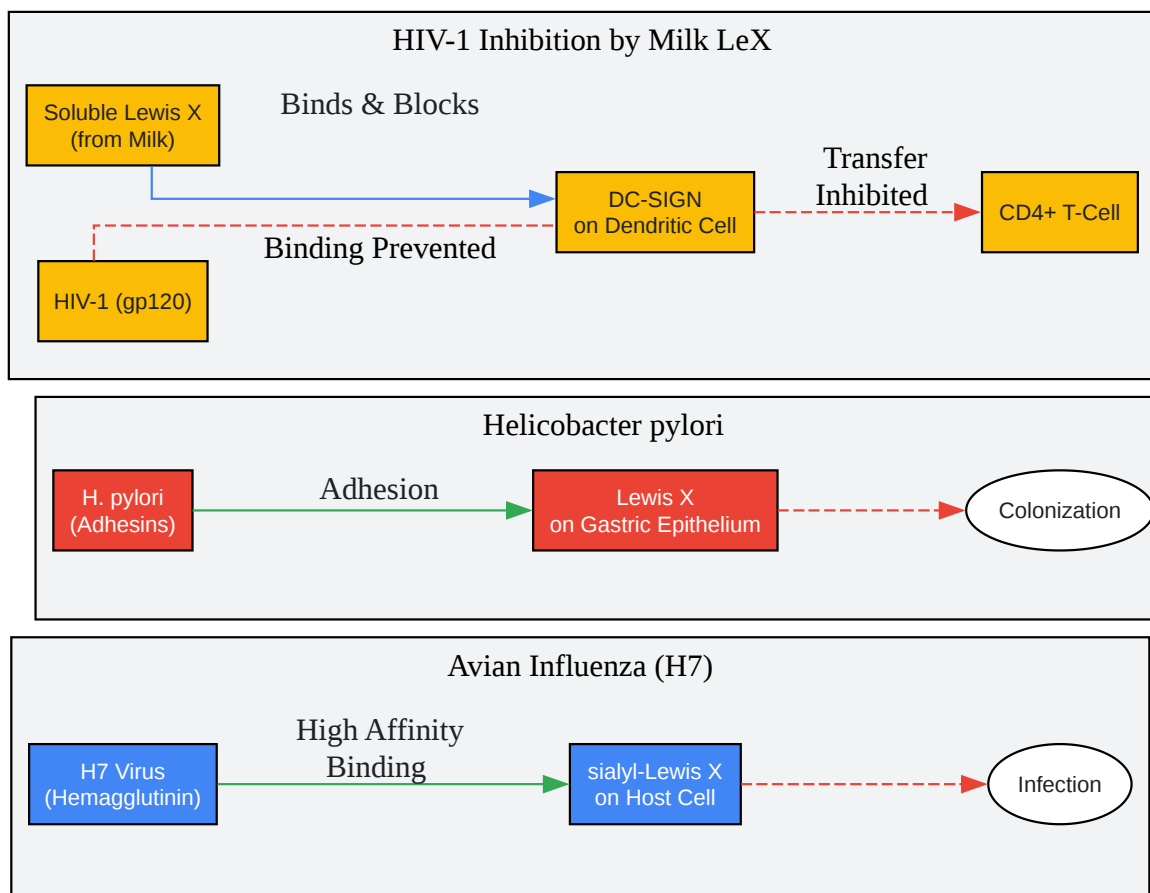 HIV-1 Inhibition by Milk LeX
Soluble Lewis X
(from Milk)
Binds & Blocks
DC-SIGN
on Dendritic Cell
Transfer
Inhibited
CD4+ T-Cell
Binding Prevented
HIV-1 (gp120)
Helicobacter pylori
H. pylori
(Adhesins)
Adhesion
Lewis X
on Gastric Epithelium
Colonization
Avian Influenza (H7)
H7 Virus
(Hemagglutinin)
High Affinity
Binding
sialyl-Lewis X
on Host Cell
Infection